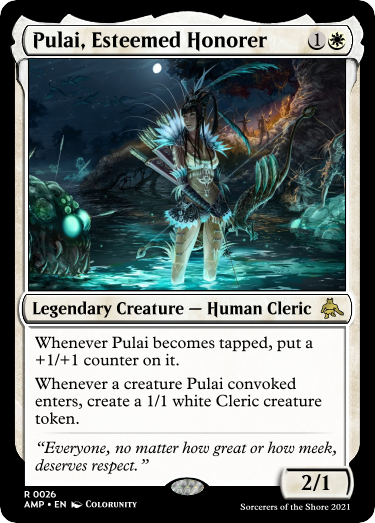 Pulai, Esteemed Honorer 1
Legendary Creature — Human Cleric
Whenever Pulai becomes tapped, put a
+1/+1 counter on it.
Whenever a creature Pulai convoked
enters, create a 1/1 white Cleric creature
token.
“Everyone, no matter how great or how meek,
deserves respect.”
2/1
R 0026
AMP • EN Colorunity
Sorcerers of the Shore 2021